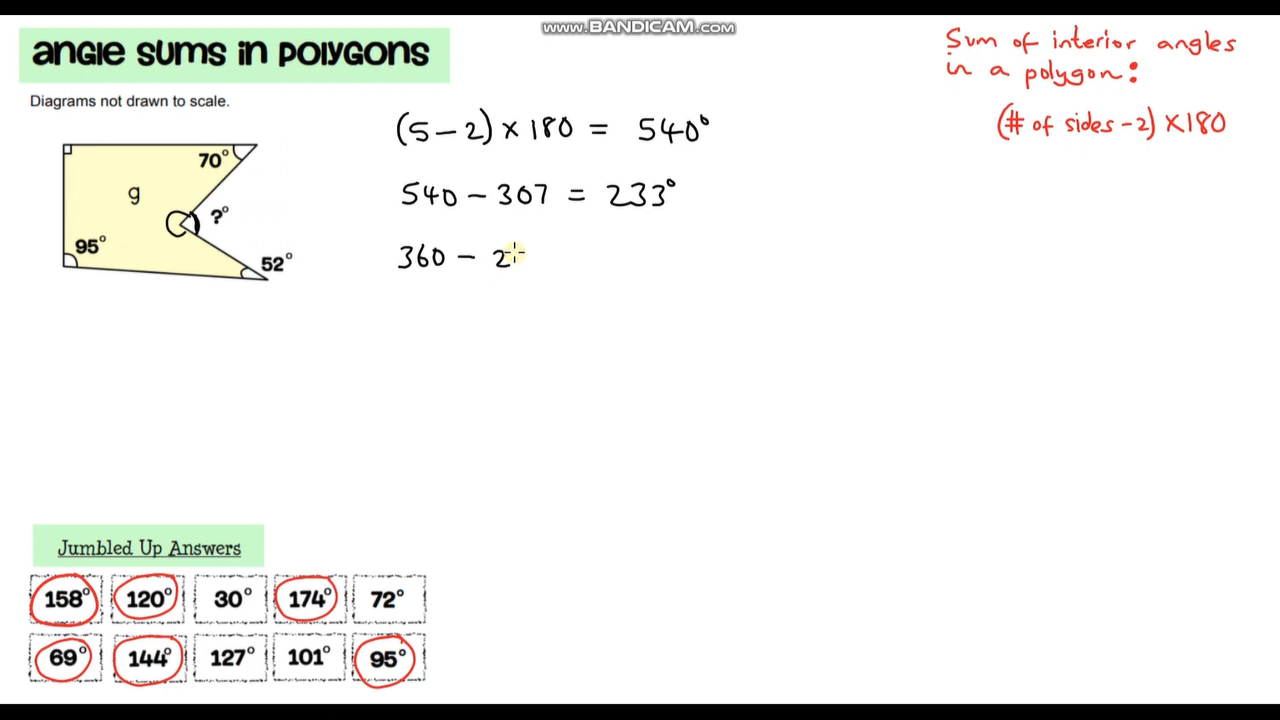 www.BANDICAM.com
Angle Sums in Polygons
Sum of interior angles
in a polygon:
(# of sides - 2) × 180
Diagrams not drawn to scale.
70°
g
?°
95°
52°
(5 - 2) × 180 = 540°
540 - 307 = 233°
360 - 2
Jumbled Up Answers
158° 120° 30° 174° 72°
69° 144° 127° 101° 95°